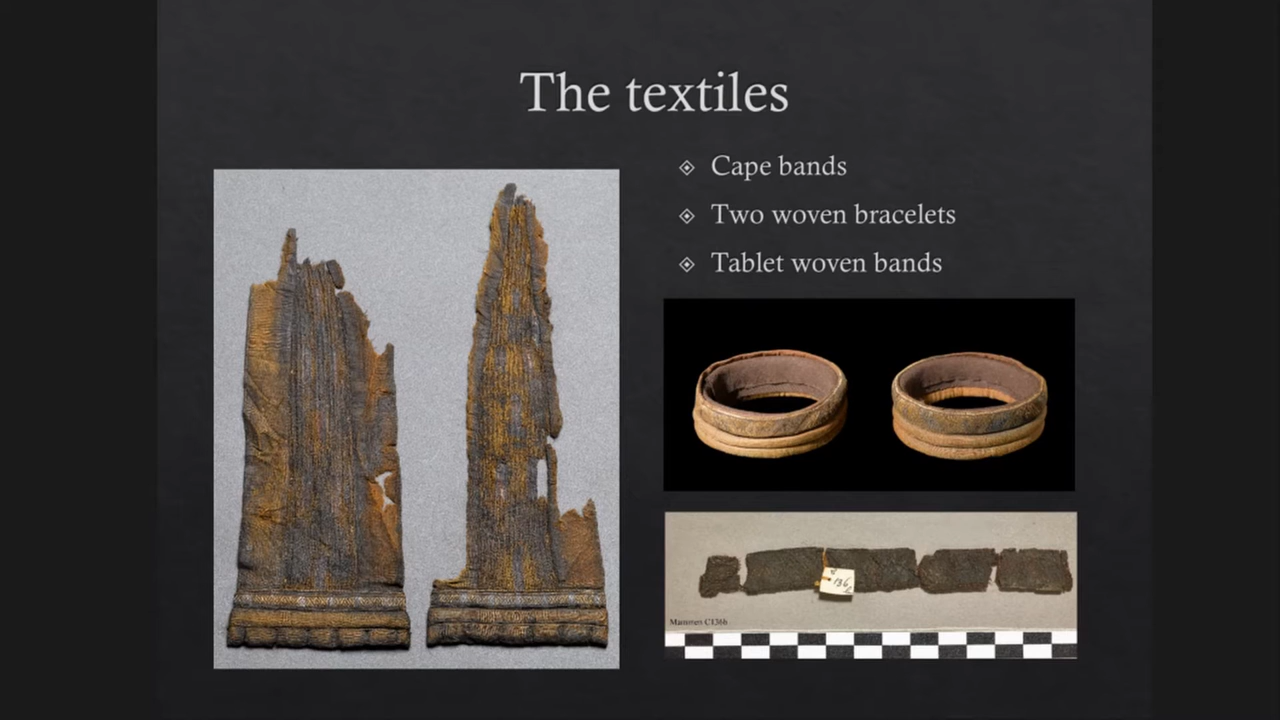 The textiles
Cape bands
Two woven bracelets
Tablet woven bands
Mammen C136b